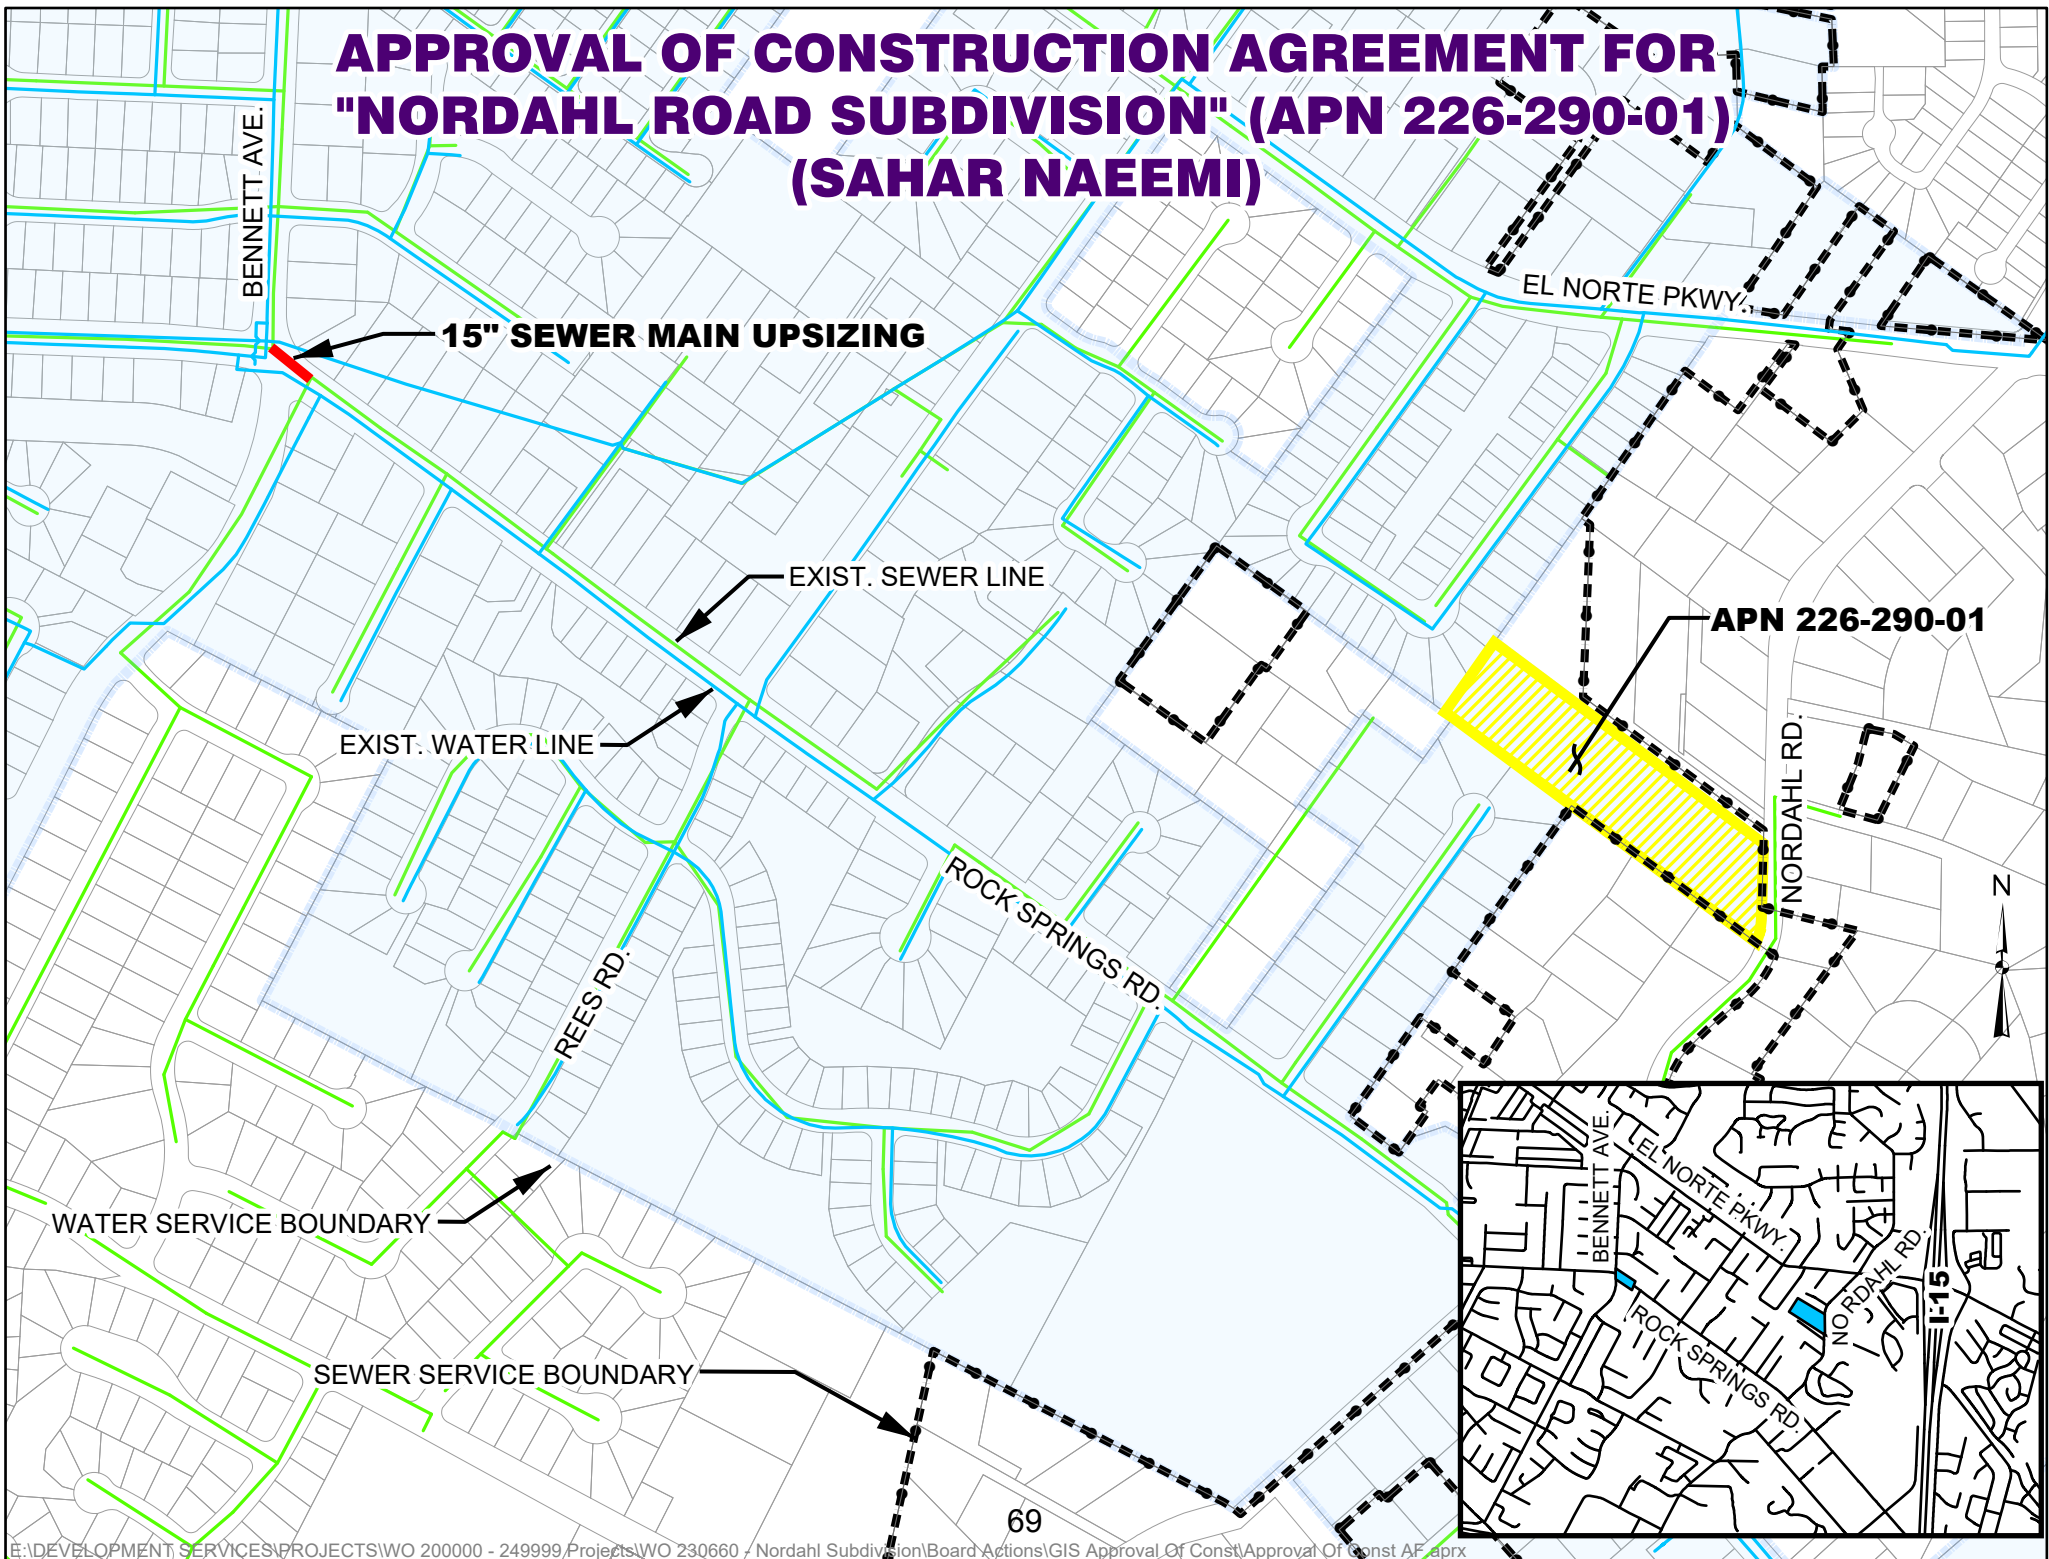 APPROVAL OF CONSTRUCTION AGREEMENT FOR
"NORDAHL ROAD SUBDIVISION" (APN 226-290-01)
(SAHAR NAEEMI)
BENNETT AVE.
EL NORTE PKWY.
15" SEWER MAIN UPSIZING
EXIST. SEWER LINE
APN 226-290-01
EXIST. WATER LINE
NORDAHL RD.
ROCK SPRINGS RD.
N
REES RD.
WATER SERVICE BOUNDARY
SEWER SERVICE BOUNDARY
BENNETT AVE.
EL NORTE PKWY.
NORDAHL RD.
I-15
ROCK SPRINGS RD.
69
E:\DEVELOPMENT SERVICES\PROJECTS\WO 200000 - 249999 Projects\WO 230660 - Nordahl Subdivision\Board Actions\GIS Approval Of Const\Approval Of Const AF.aprx